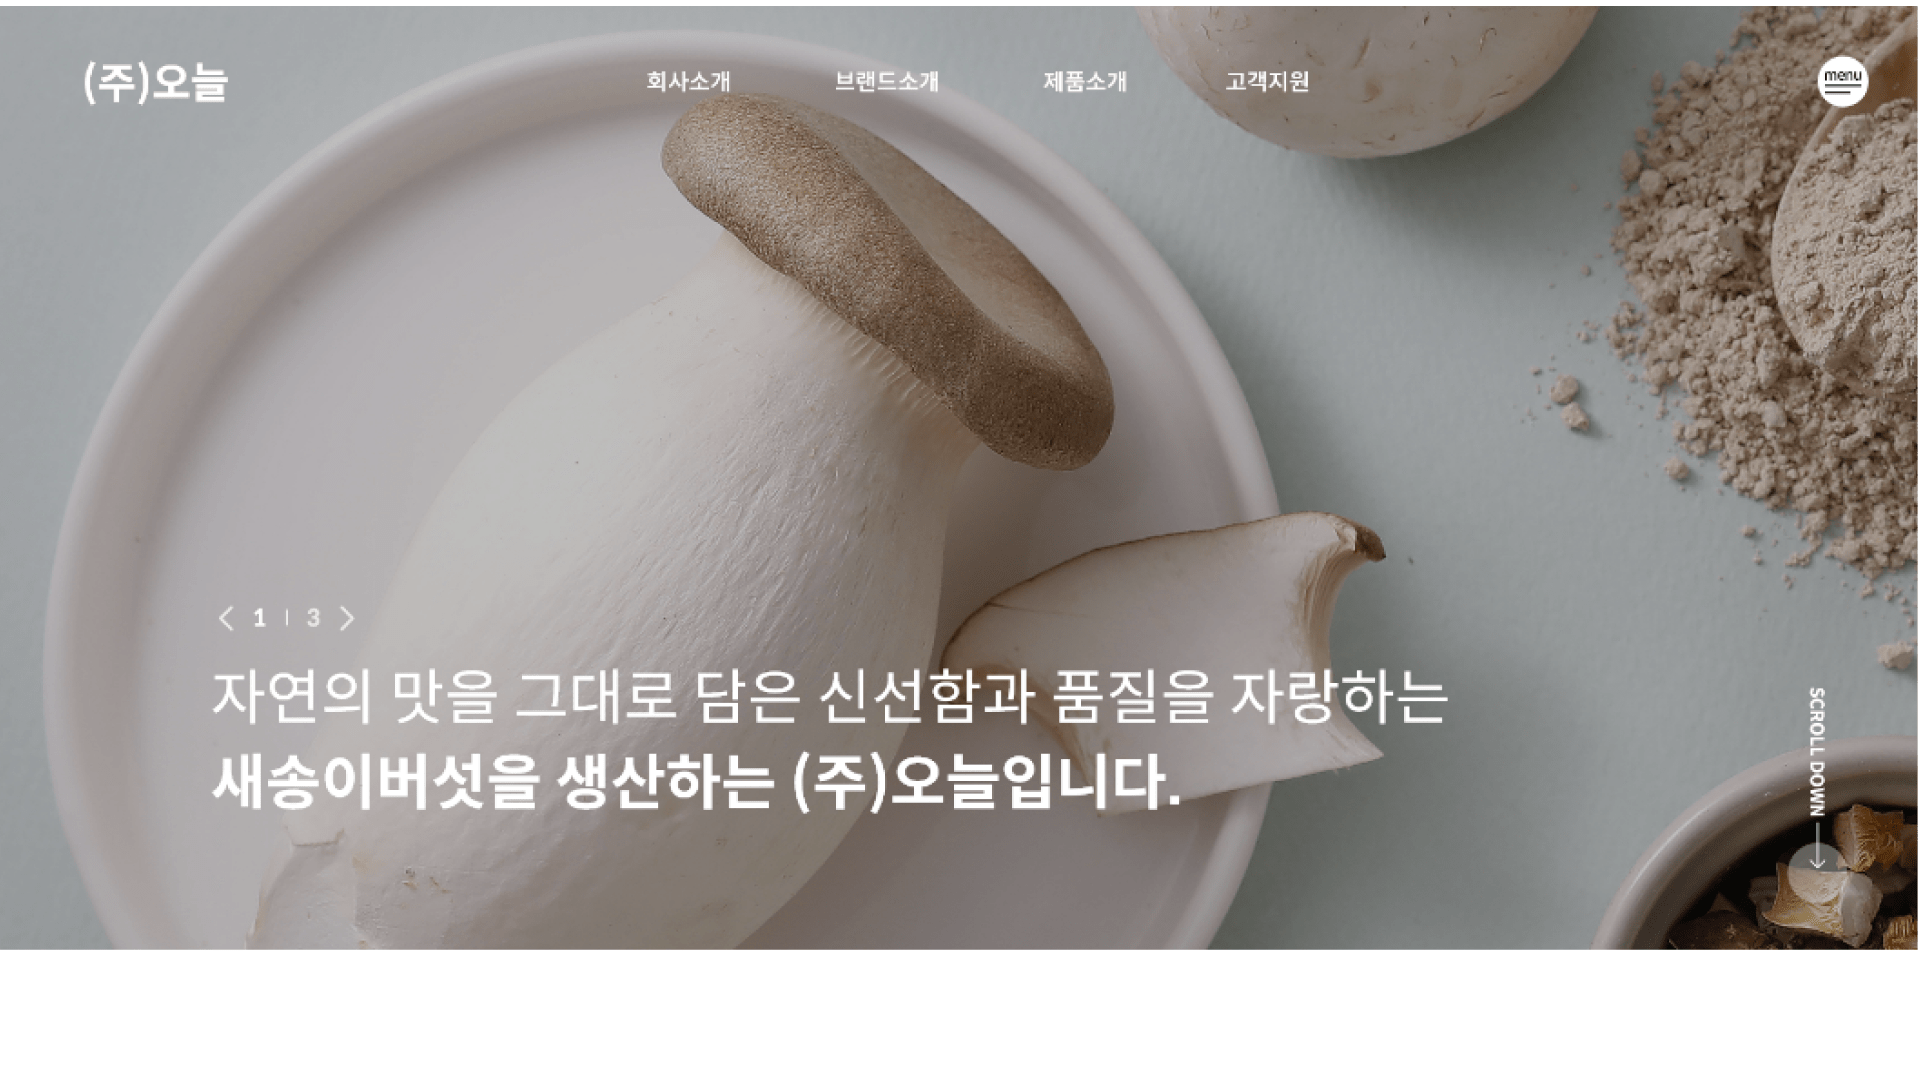 (주)오늘
회사소개
브랜드소개
제품소개
고객지원
menu
1 | 3
자연의 맛을 그대로 담은 신선함과 품질을 자랑하는
새송이버섯을 생산하는 (주)오늘입니다.
SCROLL DOWN